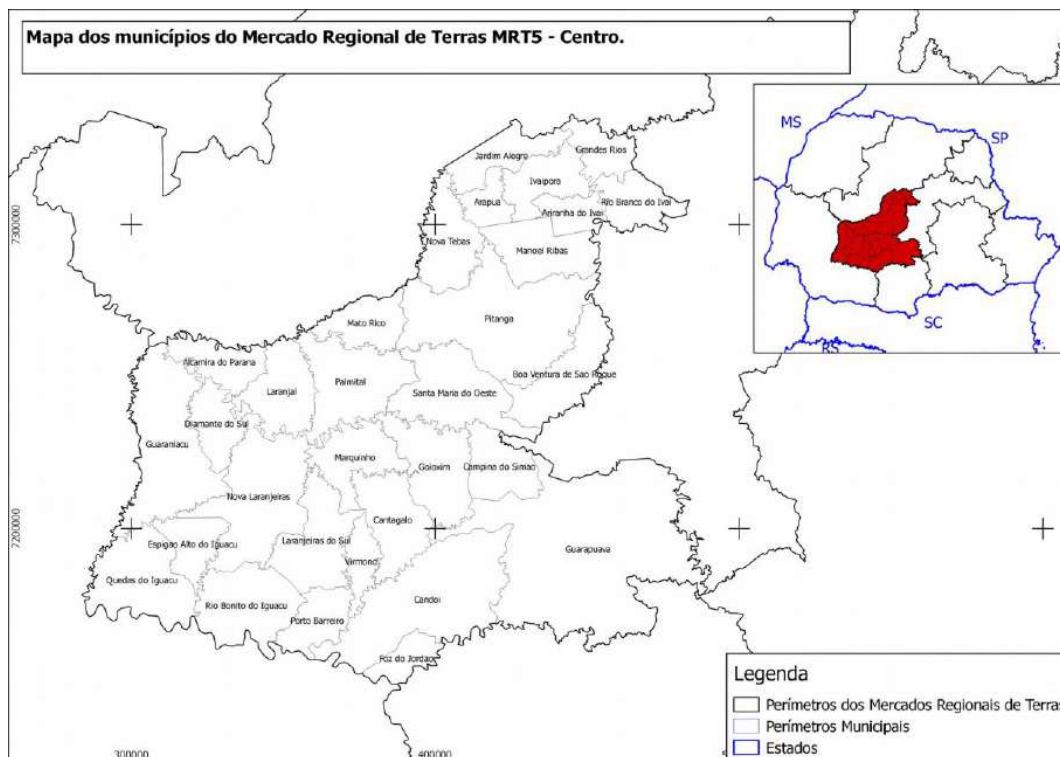 Mapa dos municípios do Mercado Regional de Terras MRT5 - Centro.
MS
SP
SC
RS
Jardim Alegre
Grandes Rios
Ivaipora
Arapua
Rio Branco do Ivai
Ariranha do Ivai
2300000
Nova Tebas
Manoel Ribas
Mato Rico
Pitanga
Altamira do Parana
Laranjal
Palmital
Boa Ventura de Sao Roque
Santa Maria do Oeste
Diamante do Sul
Guaraniacu
Marquinho
Goioxim
Campina do Simao
Nova Laranjeiras
Cantagalo
7200000
Espigao Alto do Iguacu
Laranjeiras do Sul
Guarapuava
Virmond
Quedas do Iguacu
Rio Bonito do Iguacu
Candoi
Porto Barreiro
Foz do Jordao
Legenda
Perímetros dos Mercados Regionais de Terras
Perímetros Municipais
Estados
300000
400000